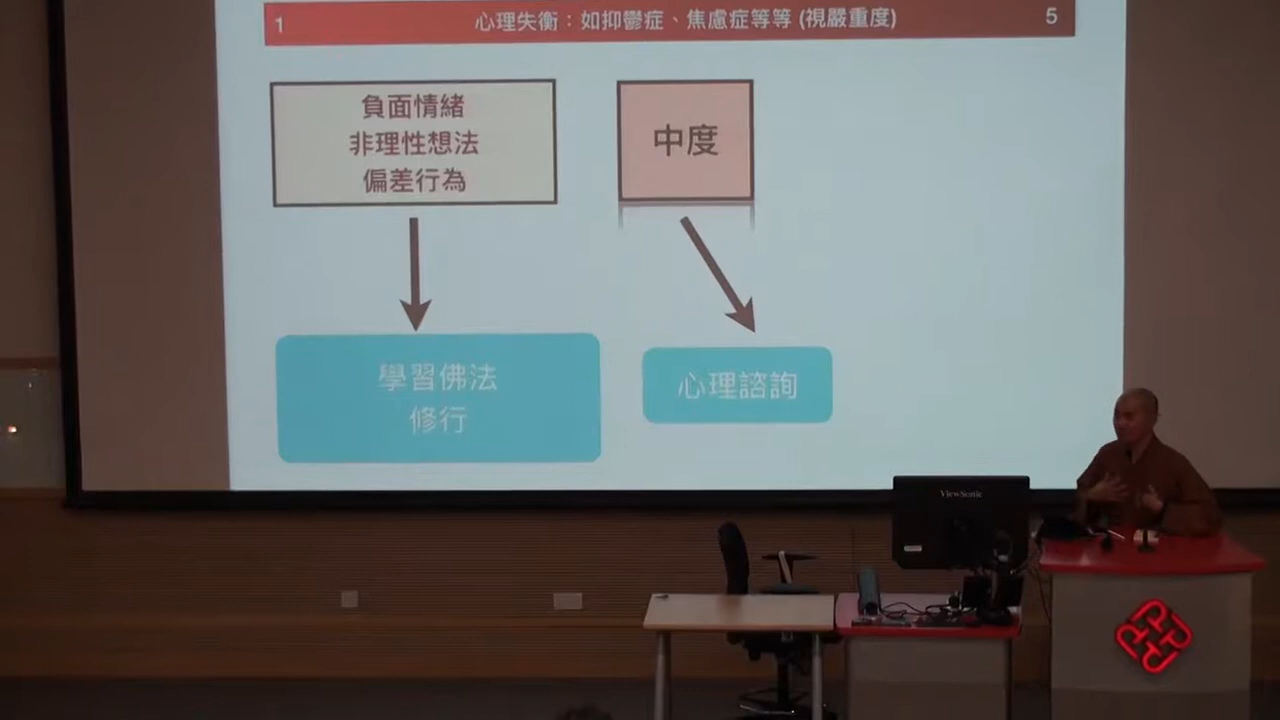 1 心理失衡：如抑鬱症、焦慮症等等 (視嚴重度) 5
負面情緒
非理性想法
偏差行為
中度
學習佛法
修行
心理諮詢
ViewSonic